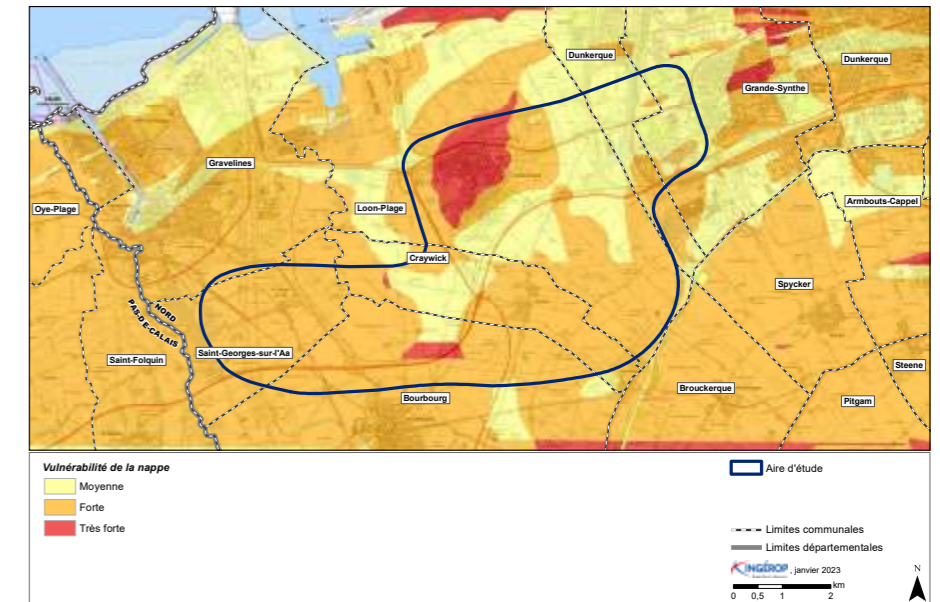 Dunkerque
Dunkerque
Grande-Synthe
Gravelines
Armbouts-Cappel
Oye-Plage
Loon-Plage
Craywick
Spycker
NORD
PAS-DE-CALAIS
Saint-Georges-sur-l'Aa
Saint-Folquin
Steene
Brouckerque
Bourbourg
Pitgam
Vulnérabilité de la nappe
Moyenne
Forte
Très forte
Aire d'étude
Limites communales
Limites départementales
INGÉROP , janvier 2023
N
km
0 0,5 1 2